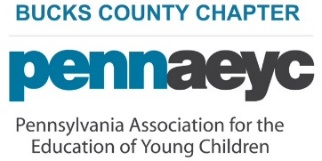 BUCKS COUNTY CHAPTER
pennaeyc
Pennsylvania Association for the
Education of Young Children